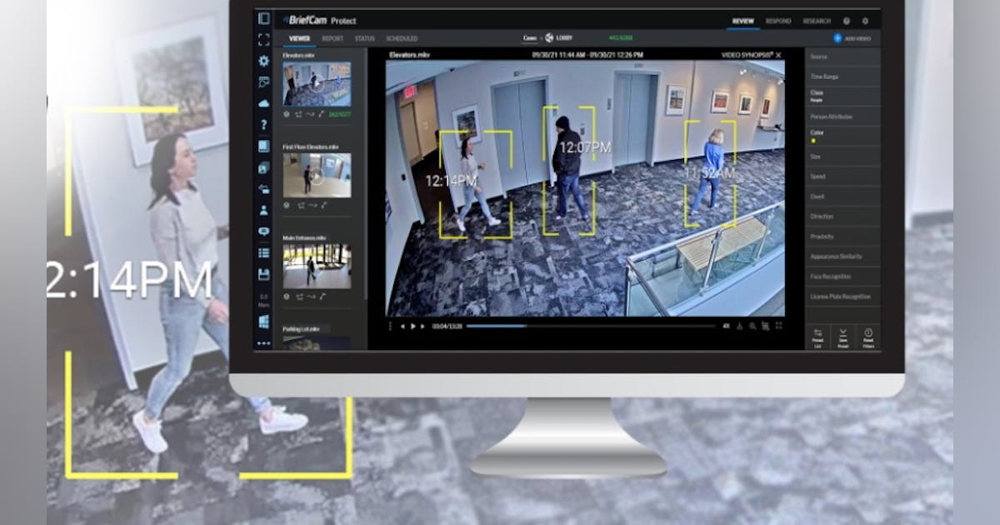 BriefCam Protect
REVIEW RESPOND RESEARCH
VIEWER REPORT STATUS SCHEDULED
LOBBY
ADD VIDEO
Elevators.mkv
Elevators.mkv
09/30/21 11:44 AM - 09/30/21 12:26 PM
VIDEO SYNOPSIS® X
EXIT
12:14PM
12:07PM
11:52AM
First Floor Elevators.mkv
Main Entrance.mkv
Parking Lot.mkv
03:04/13:28
Source
Time Range
Class
People
Person Attributes
Color
Size
Speed
Dwell
Direction
Proximity
Appearance Similarity
Face Recognition
License Plate Recognition
Preset List
Save Preset
Reset Filters
2:14PM